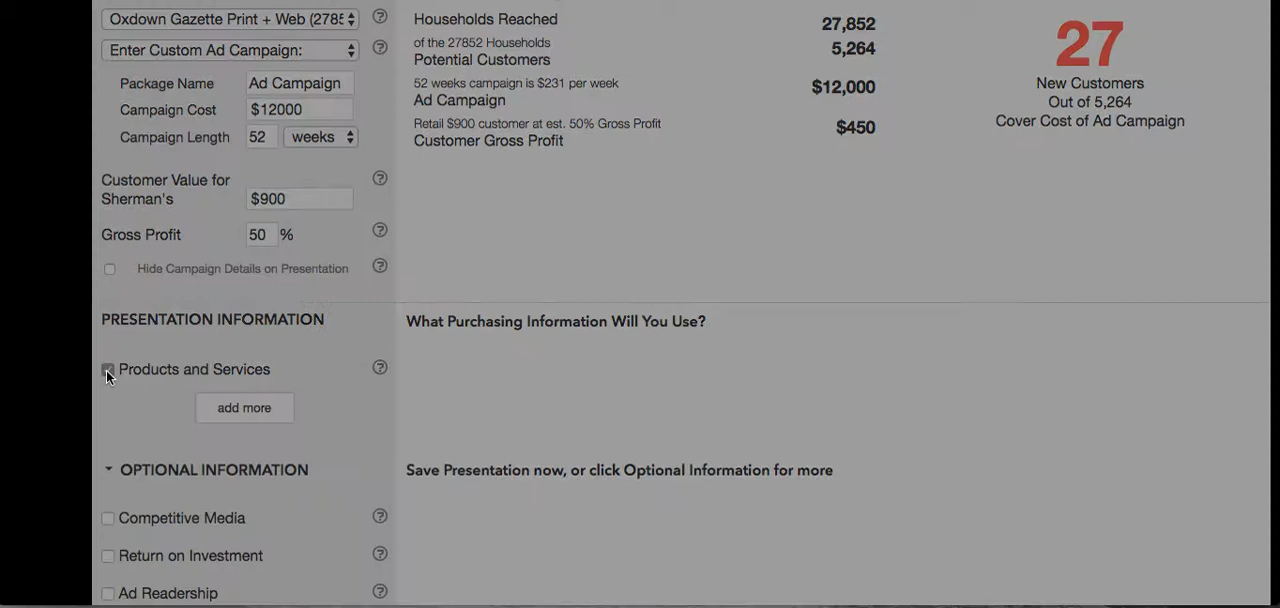 Oxdown Gazette Print + Web (2785
Enter Custom Ad Campaign:
Package Name Ad Campaign
Campaign Cost $12000
Campaign Length 52 weeks
Customer Value for
Sherman's $900
Gross Profit 50 %
Hide Campaign Details on Presentation
Households Reached 27,852
of the 27852 Households
Potential Customers 5,264
52 weeks campaign is $231 per week
Ad Campaign $12,000
Retail $900 customer at est. 50% Gross Profit
Customer Gross Profit $450
27
New Customers
Out of 5,264
Cover Cost of Ad Campaign
PRESENTATION INFORMATION
What Purchasing Information Will You Use?
Products and Services
add more
OPTIONAL INFORMATION
Save Presentation now, or click Optional Information for more
Competitive Media
Return on Investment
Ad Readership